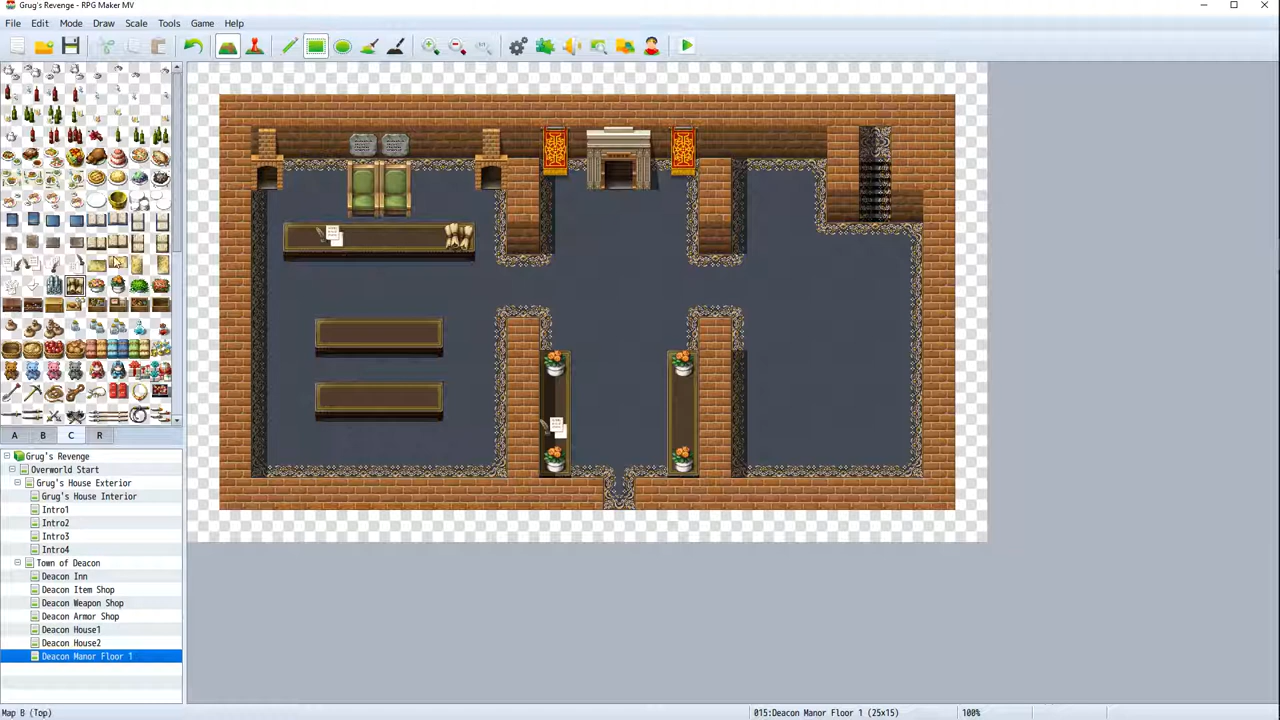 Grug's Revenge - RPG Maker MV
File Edit Mode Draw Scale Tools Game Help
A B C R
Grug's Revenge
Overworld Start
Grug's House Exterior
Grug's House Interior
Intro1
Intro2
Intro3
Intro4
Town of Deacon
Deacon Inn
Deacon Item Shop
Deacon Weapon Shop
Deacon Armor Shop
Deacon House1
Deacon House2
Deacon Manor Floor 1
Map B (Top) 015:Deacon Manor Floor 1 (25x15) 100%